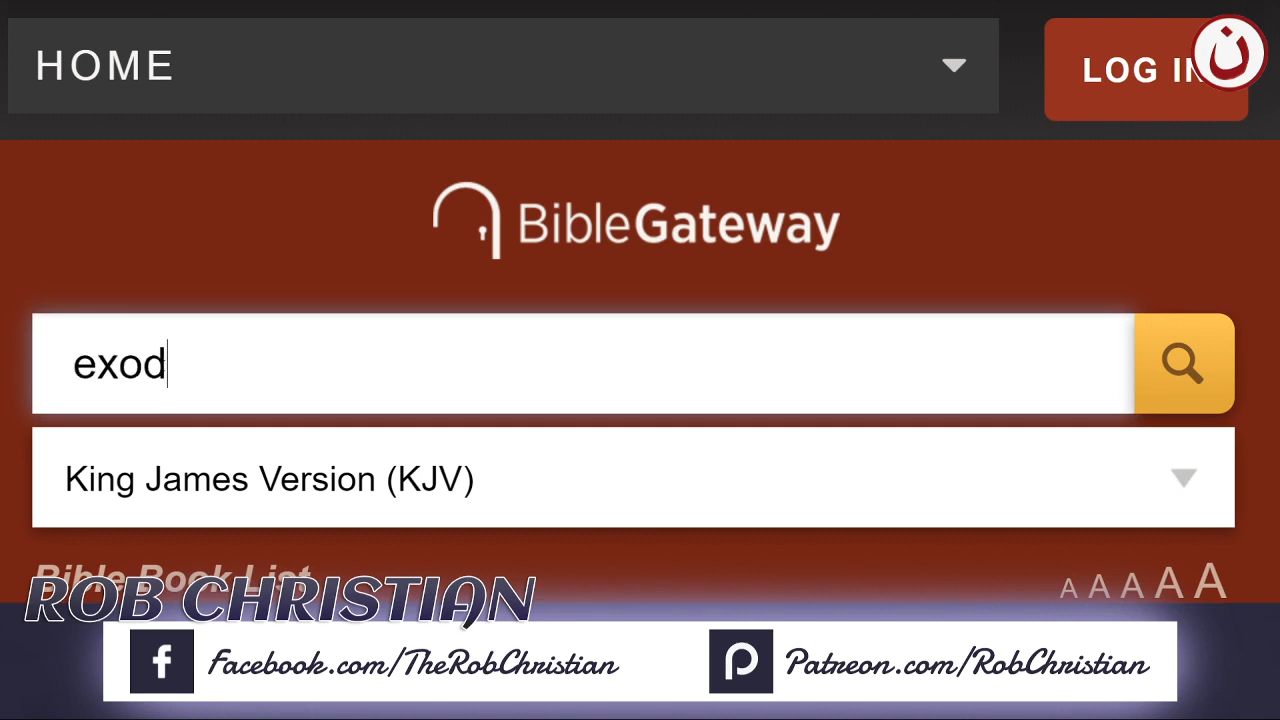 HOME
LOG IN
ن
BibleGateway
exod
King James Version (KJV)
Bible Book List
A A A A A
ROB CHRISTIAN
f Facebook.com/TheRobChristian
Patreon.com/RobChristian